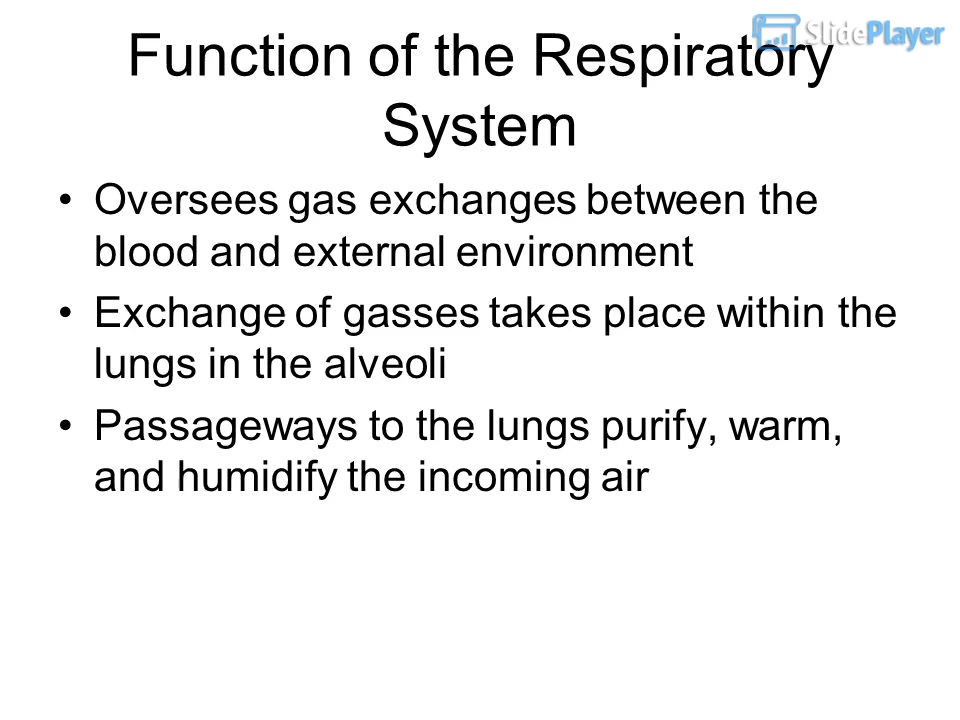 SlidePlayer
Function of the Respiratory
System
• Oversees gas exchanges between the
blood and external environment
• Exchange of gasses takes place within the
lungs in the alveoli
• Passageways to the lungs purify, warm,
and humidify the incoming air